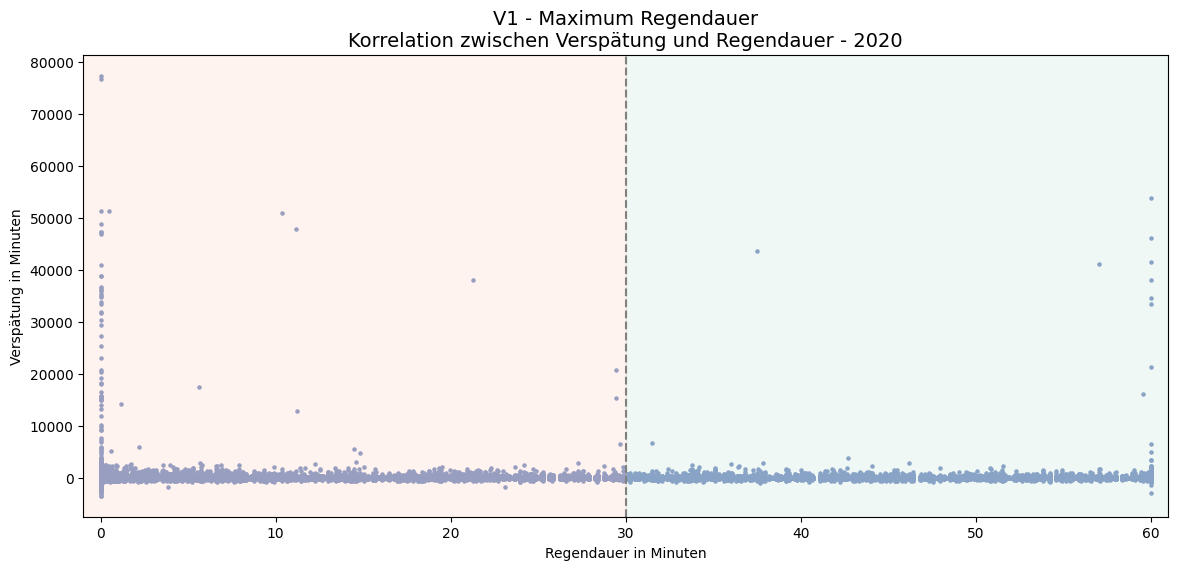 V1 - Maximum Regendauer
Korrelation zwischen Verspätung und Regendauer - 2020
80000
70000
60000
50000
40000
30000
20000
10000
0
Verspätung in Minuten
0 10 20 30 40 50 60
Regendauer in Minuten